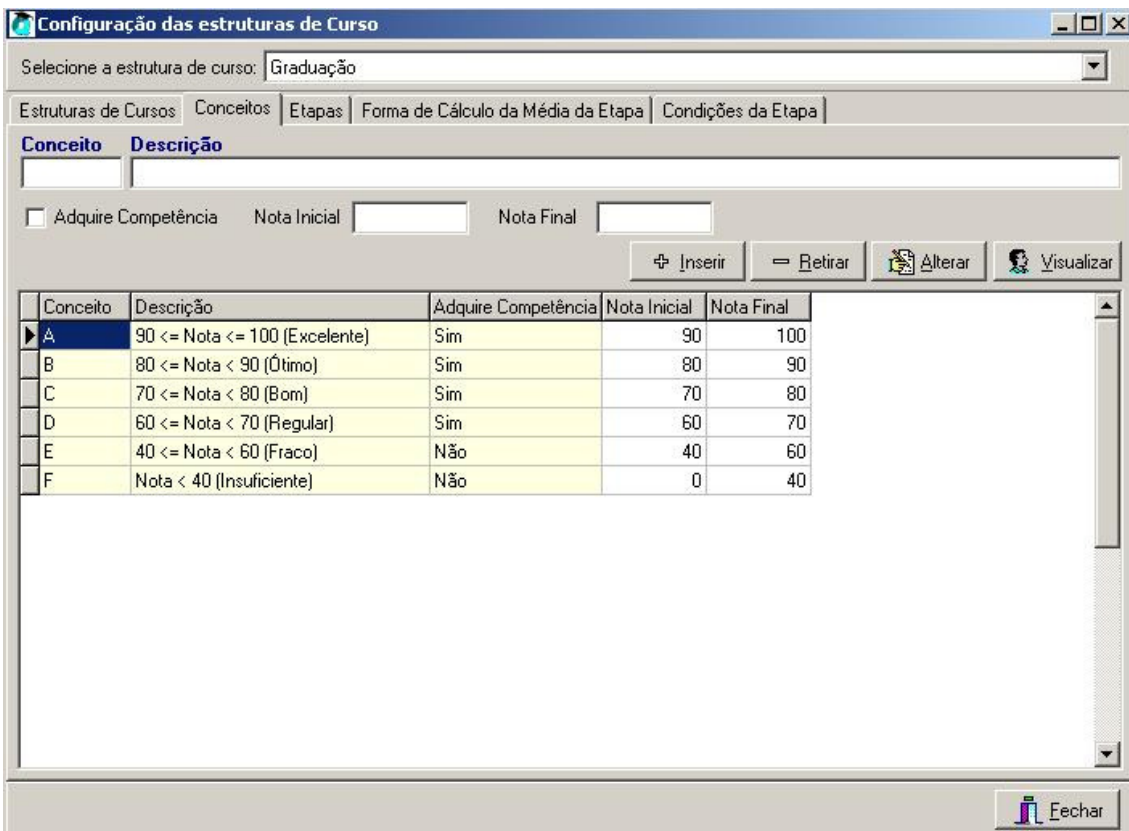 Configuração das estruturas de Curso
Selecione a estrutura de curso: Graduação
Estruturas de Cursos Conceitos Etapas Forma de Cálculo da Média da Etapa Condições da Etapa
Conceito Descrição
Adquire Competência Nota Inicial Nota Final
Inserir Retirar Alterar Visualizar
Conceito Descrição Adquire Competência Nota Inicial Nota Final
A 90 <= Nota <= 100 (Excelente) Sim 90 100
B 80 <= Nota < 90 (Ótimo) Sim 80 90
C 70 <= Nota < 80 (Bom) Sim 70 80
D 60 <= Nota < 70 (Regular) Sim 60 70
E 40 <= Nota < 60 (Fraco) Não 40 60
F Nota < 40 (Insuficiente) Não 0 40
Fechar